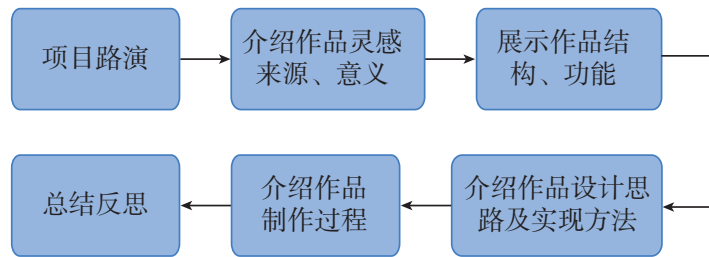 项目路演
介绍作品灵感
来源、意义
展示作品结
构、功能
介绍作品设计思
路及实现方法
介绍作品
制作过程
总结反思